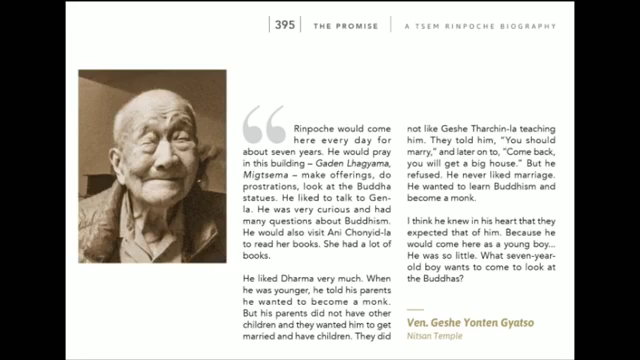 395 THE PROMISE A TSEM RINPOCHE BIOGRAPHY
Rinpoche would come
here every day for
about seven years. He would pray
in this building – Gaden Lhagyama,
Migtsema – make offerings, do
prostrations, look at the Buddha
statues. He liked to talk to Gen-
la. He was very curious and had
many questions about Buddhism.
He would also visit Ani Chonyid-la
to read her books. She had a lot of
books.
He liked Dharma very much. When
he was younger, he told his parents
he wanted to become a monk.
But his parents did not have other
children and they wanted him to get
married and have children. They did
not like Geshe Tharchin-la teaching
him. They told him, “You should
marry,” and later on to, “Come back,
you will get a big house.” But he
refused. He never liked marriage.
He wanted to learn Buddhism and
become a monk.
I think he knew in his heart that they
expected that of him. Because he
would come here as a young boy...
He was so little. What seven-year-
old boy wants to come to look at
the Buddhas?
Ven. Geshe Yonten Gyatso
Nitsan Temple